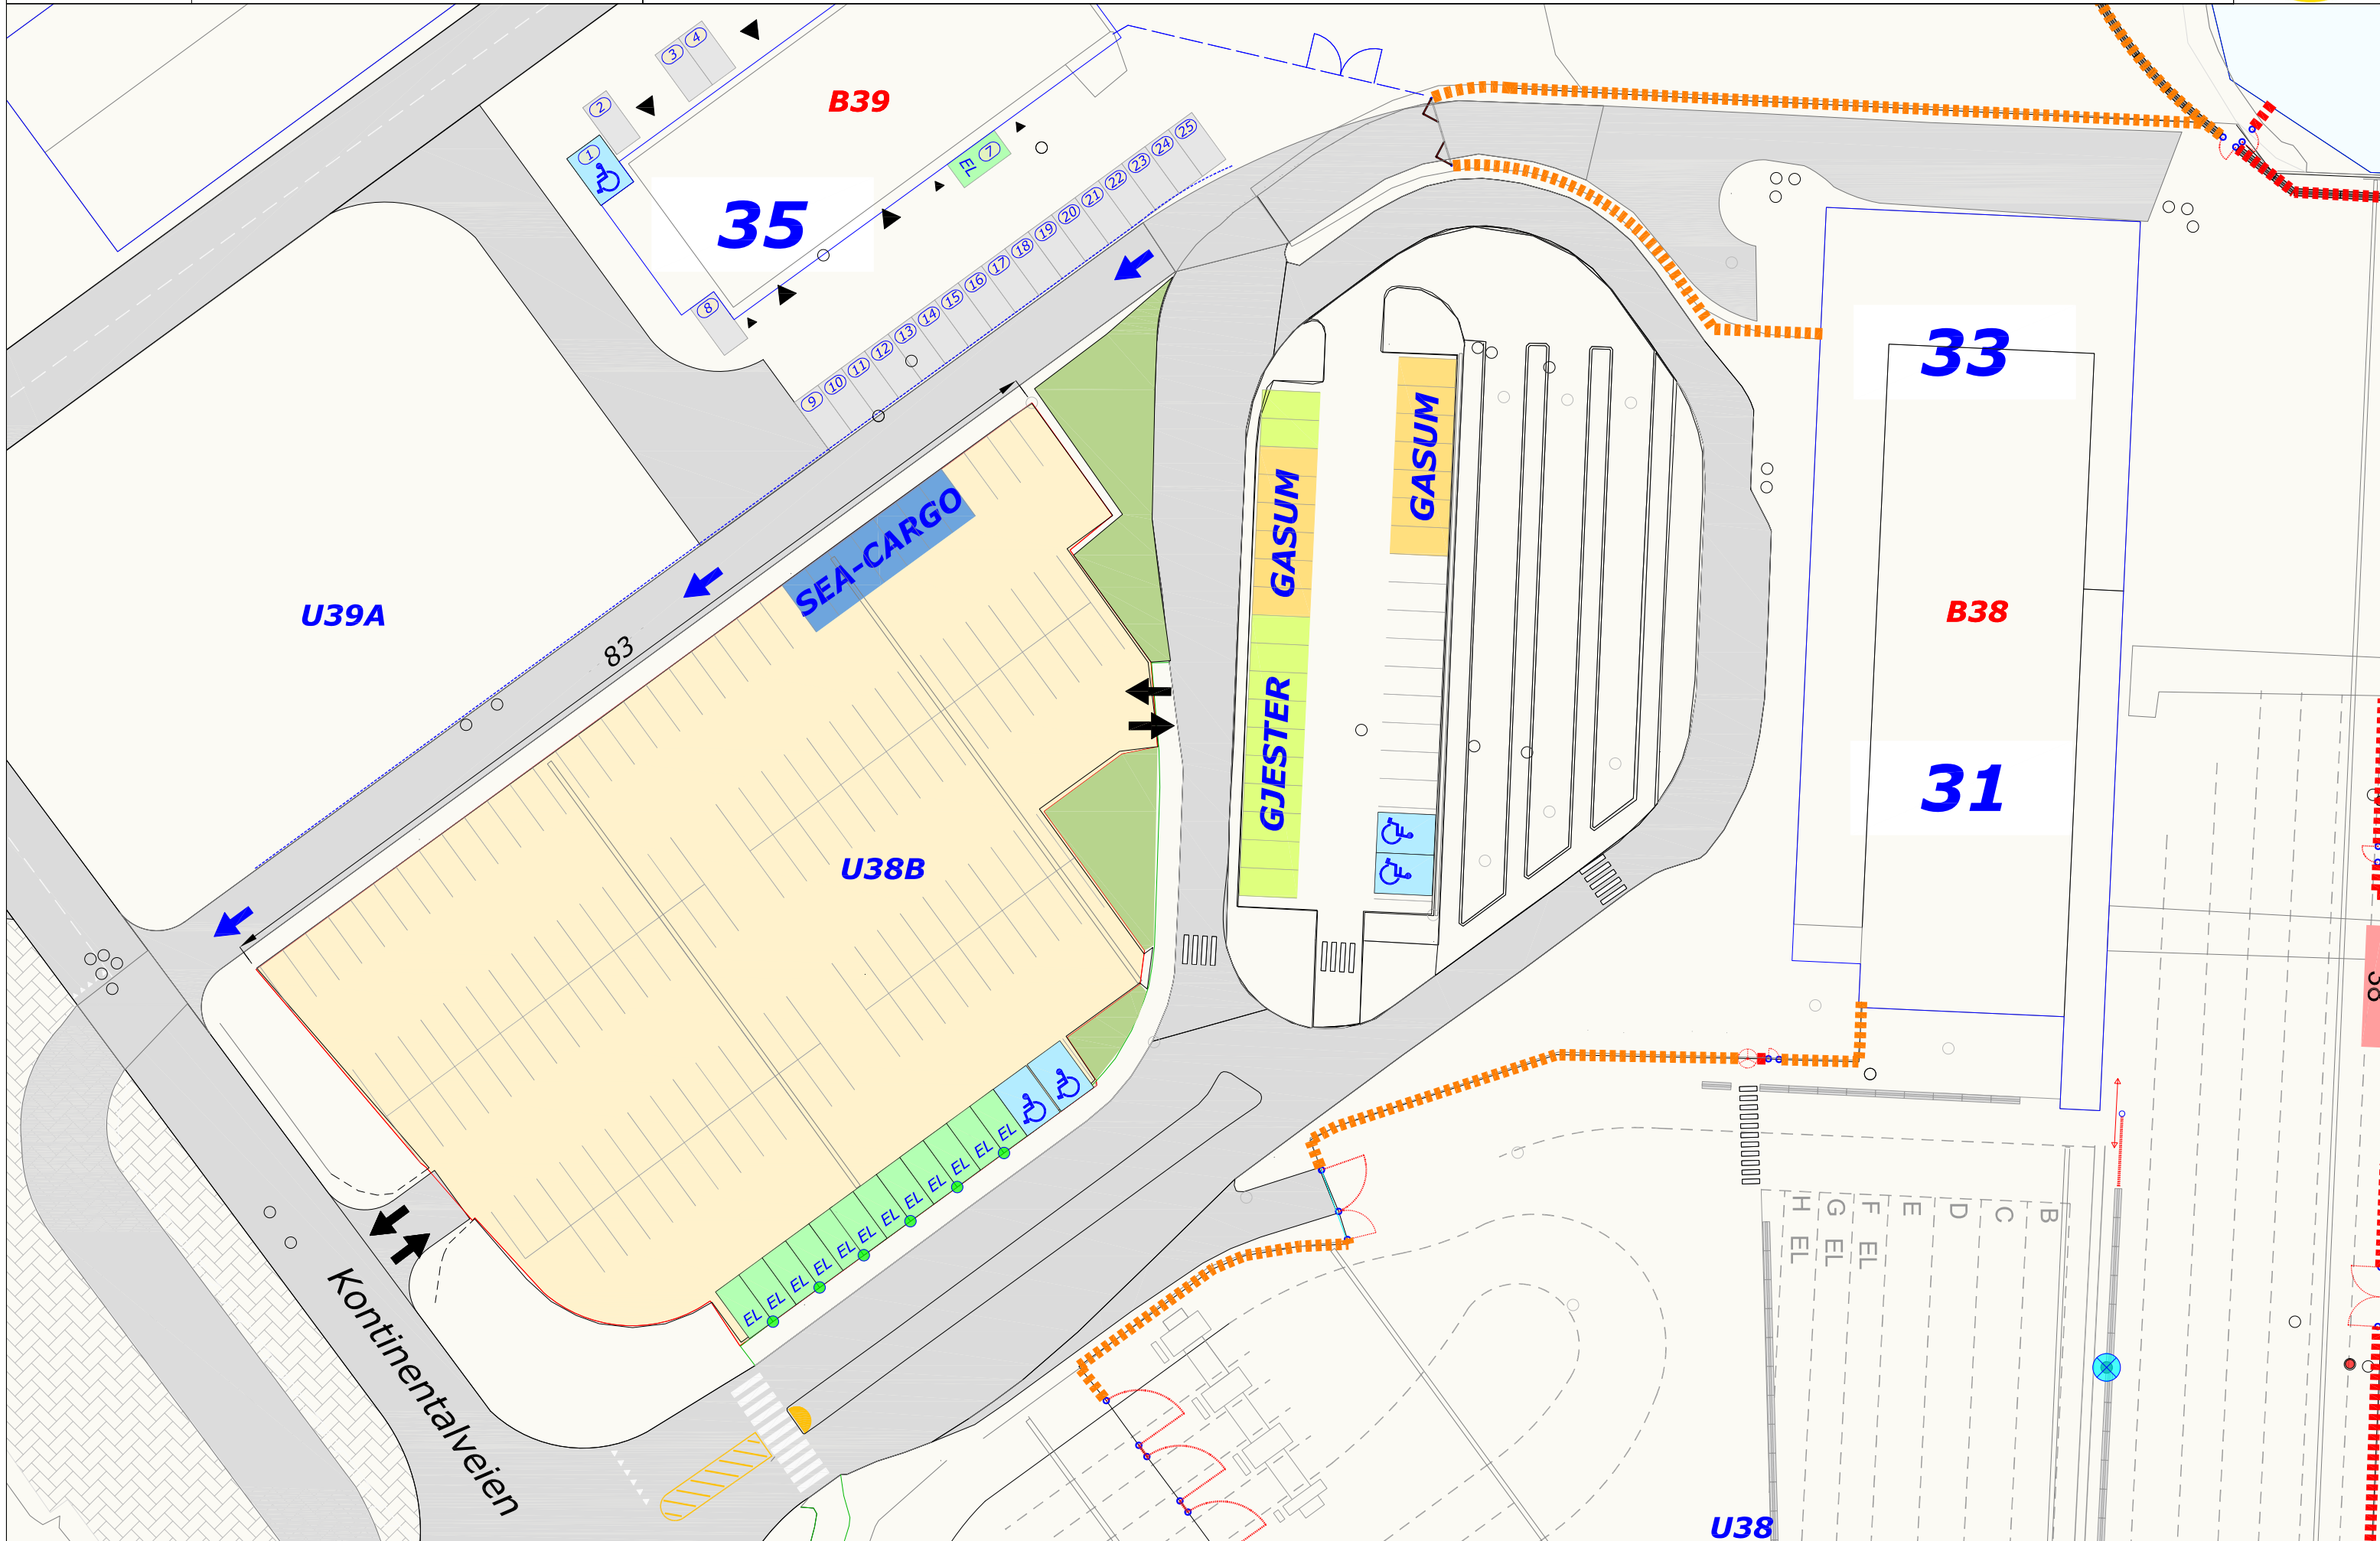 3
4
2
1
B39
35
EL 7
8
9
10
11
12
13
14
15
16
17
18
19
20
21
22
23
24
25
33
B38
31
U39A
83
SEA-CARGO
U38B
GASUM
GASUM
GJESTER
EL
EL
EL
EL
EL
EL
EL
EL
EL
EL
EL
EL
Kontinentalveien
H EL
G EL
F EL
E
D
C
B
U38